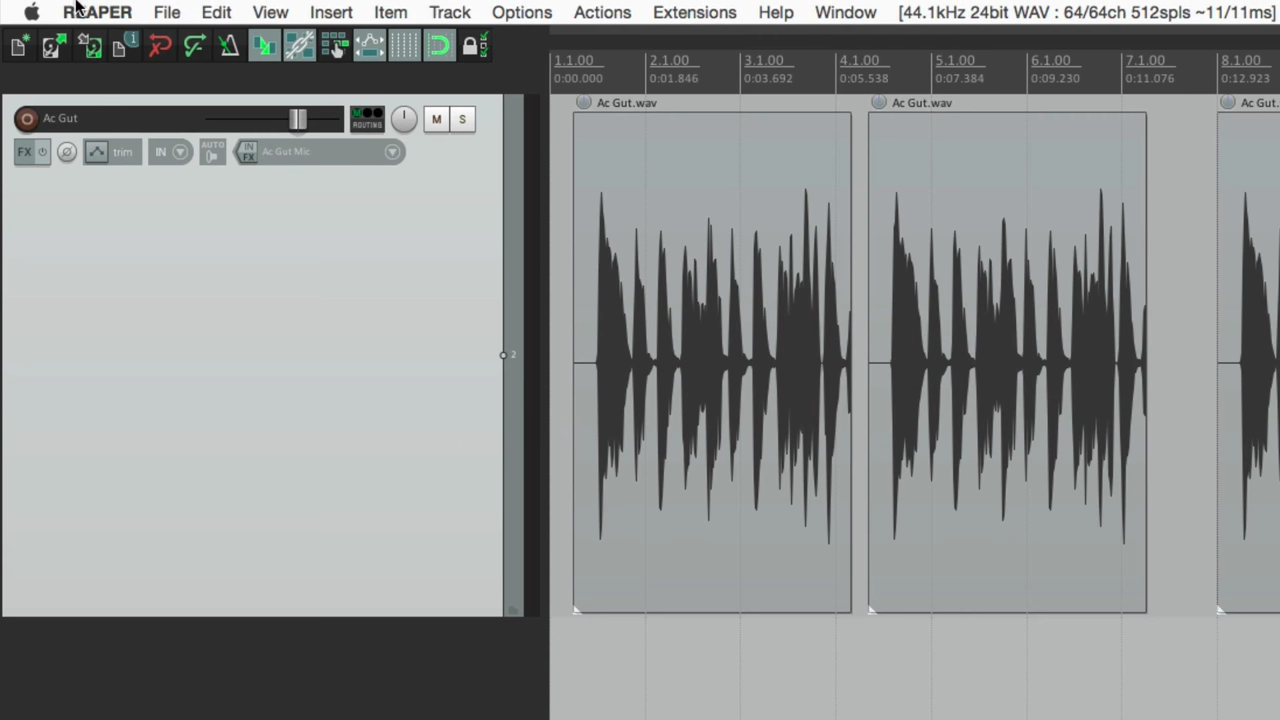 REAPER File Edit View Insert Item Track Options Actions Extensions Help Window [44.1kHz 24bit WAV : 64/64ch 512spls ~11/11ms]
1.1.00 2.1.00 3.1.00 4.1.00 5.1.00 6.1.00 7.1.00 8.1.00
0:00.000 0:01.846 0:03.692 0:05.538 0:07.384 0:09.230 0:11.076 0:12.923
Ac Gut.wav Ac Gut.wav Ac Gut.
Ac Gut ROUTING M S
FX trim IN AUTO IN FX Ac Gut Mic
2